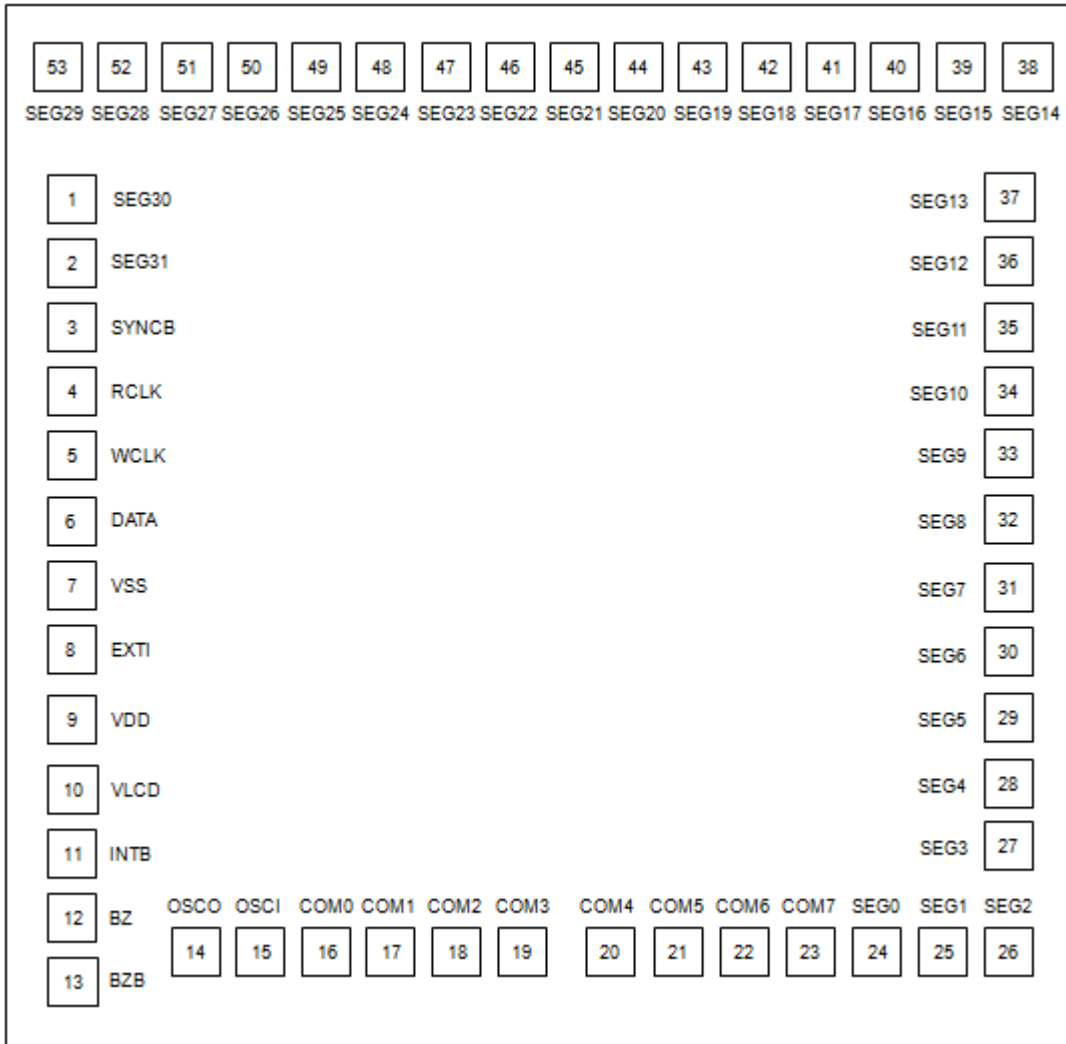 53 52 51 50 49 48 47 46 45 44 43 42 41 40 39 38
SEG29 SEG28 SEG27 SEG26 SEG25 SEG24 SEG23 SEG22 SEG21 SEG20 SEG19 SEG18 SEG17 SEG16 SEG15 SEG14
1 SEG30 SEG13 37
2 SEG31 SEG12 36
3 SYNCB SEG11 35
4 RCLK SEG10 34
5 WCLK SEG9 33
6 DATA SEG8 32
7 VSS SEG7 31
8 EXTI SEG6 30
9 VDD SEG5 29
10 VLCD SEG4 28
11 INTB SEG3 27
12 BZ OSCO OSCI COM0 COM1 COM2 COM3 COM4 COM5 COM6 COM7 SEG0 SEG1 SEG2
14 15 16 17 18 19 20 21 22 23 24 25 26
13 BZB